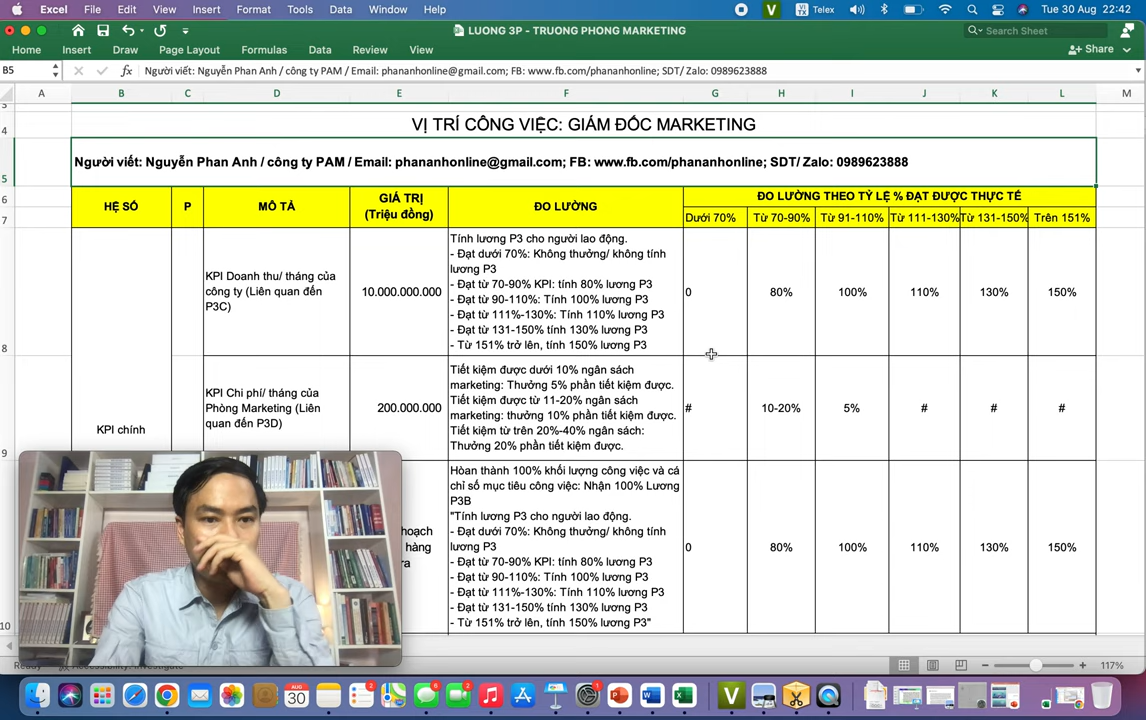 Excel File Edit View Insert Format Tools Data Window Help VI TX Telex Tue 30 Aug 22:42
LUONG 3P - TRUONG PHONG MARKETING
Search Sheet
Home Insert Draw Page Layout Formulas Data Review View Share
B5 fx Người viết: Nguyễn Phan Anh / công ty PAM / Email: phananhonline@gmail.com; FB: www.fb.com/phananhonline; SDT/ Zalo: 0989623888
A B C D E F G H I J K L M
4 VỊ TRÍ CÔNG VIỆC: GIÁM ĐỐC MARKETING
5 Người viết: Nguyễn Phan Anh / công ty PAM / Email: phananhonline@gmail.com; FB: www.fb.com/phananhonline; SDT/ Zalo: 0989623888
6
7
HỆ SỐ
P
MÔ TẢ
GIÁ TRỊ
(Triệu đồng)
ĐO LƯỜNG
ĐO LƯỜNG THEO TỶ LỆ % ĐẠT ĐƯỢC THỰC TẾ
Dưới 70% Từ 70-90% Từ 91-110% Từ 111-130% Từ 131-150% Trên 151%
8
KPI Doanh thu/ tháng của
công ty (Liên quan đến
P3C)
10.000.000.000
Tính lương P3 cho người lao động.
- Đạt dưới 70%: Không thưởng/ không tính
lương P3
- Đạt từ 70-90% KPI: tính 80% lương P3
- Đạt từ 90-110%: Tính 100% lương P3
- Đạt từ 111%-130%: Tính 110% lương P3
- Đạt từ 131-150% tính 130% lương P3
- Từ 151% trở lên, tính 150% lương P3
0 80% 100% 110% 130% 150%
9
KPI chính
KPI Chi phí/ tháng của
Phòng Marketing (Liên
quan đến P3D)
200.000.000
Tiết kiệm được dưới 10% ngân sách
marketing: Thưởng 5% phần tiết kiệm được.
Tiết kiệm được từ 11-20% ngân sách
marketing: thưởng 10% phần tiết kiệm được.
Tiết kiệm từ trên 20%-40% ngân sách:
Thưởng 20% phần tiết kiệm được.
# 10-20% 5% # # #
10
hoạch
hàng
ra
Hòan thành 100% khối lượng công việc và cá
chỉ số mục tiêu công việc: Nhận 100% Lương
P3B
"Tính lương P3 cho người lao động.
- Đạt dưới 70%: Không thưởng/ không tính
lương P3
- Đạt từ 70-90% KPI: tính 80% lương P3
- Đạt từ 90-110%: Tính 100% lương P3
- Đạt từ 111%-130%: Tính 110% lương P3
- Đạt từ 131-150% tính 130% lương P3
- Từ 151% trở lên, tính 150% lương P3"
0 80% 100% 110% 130% 150%
117%
AUG
30